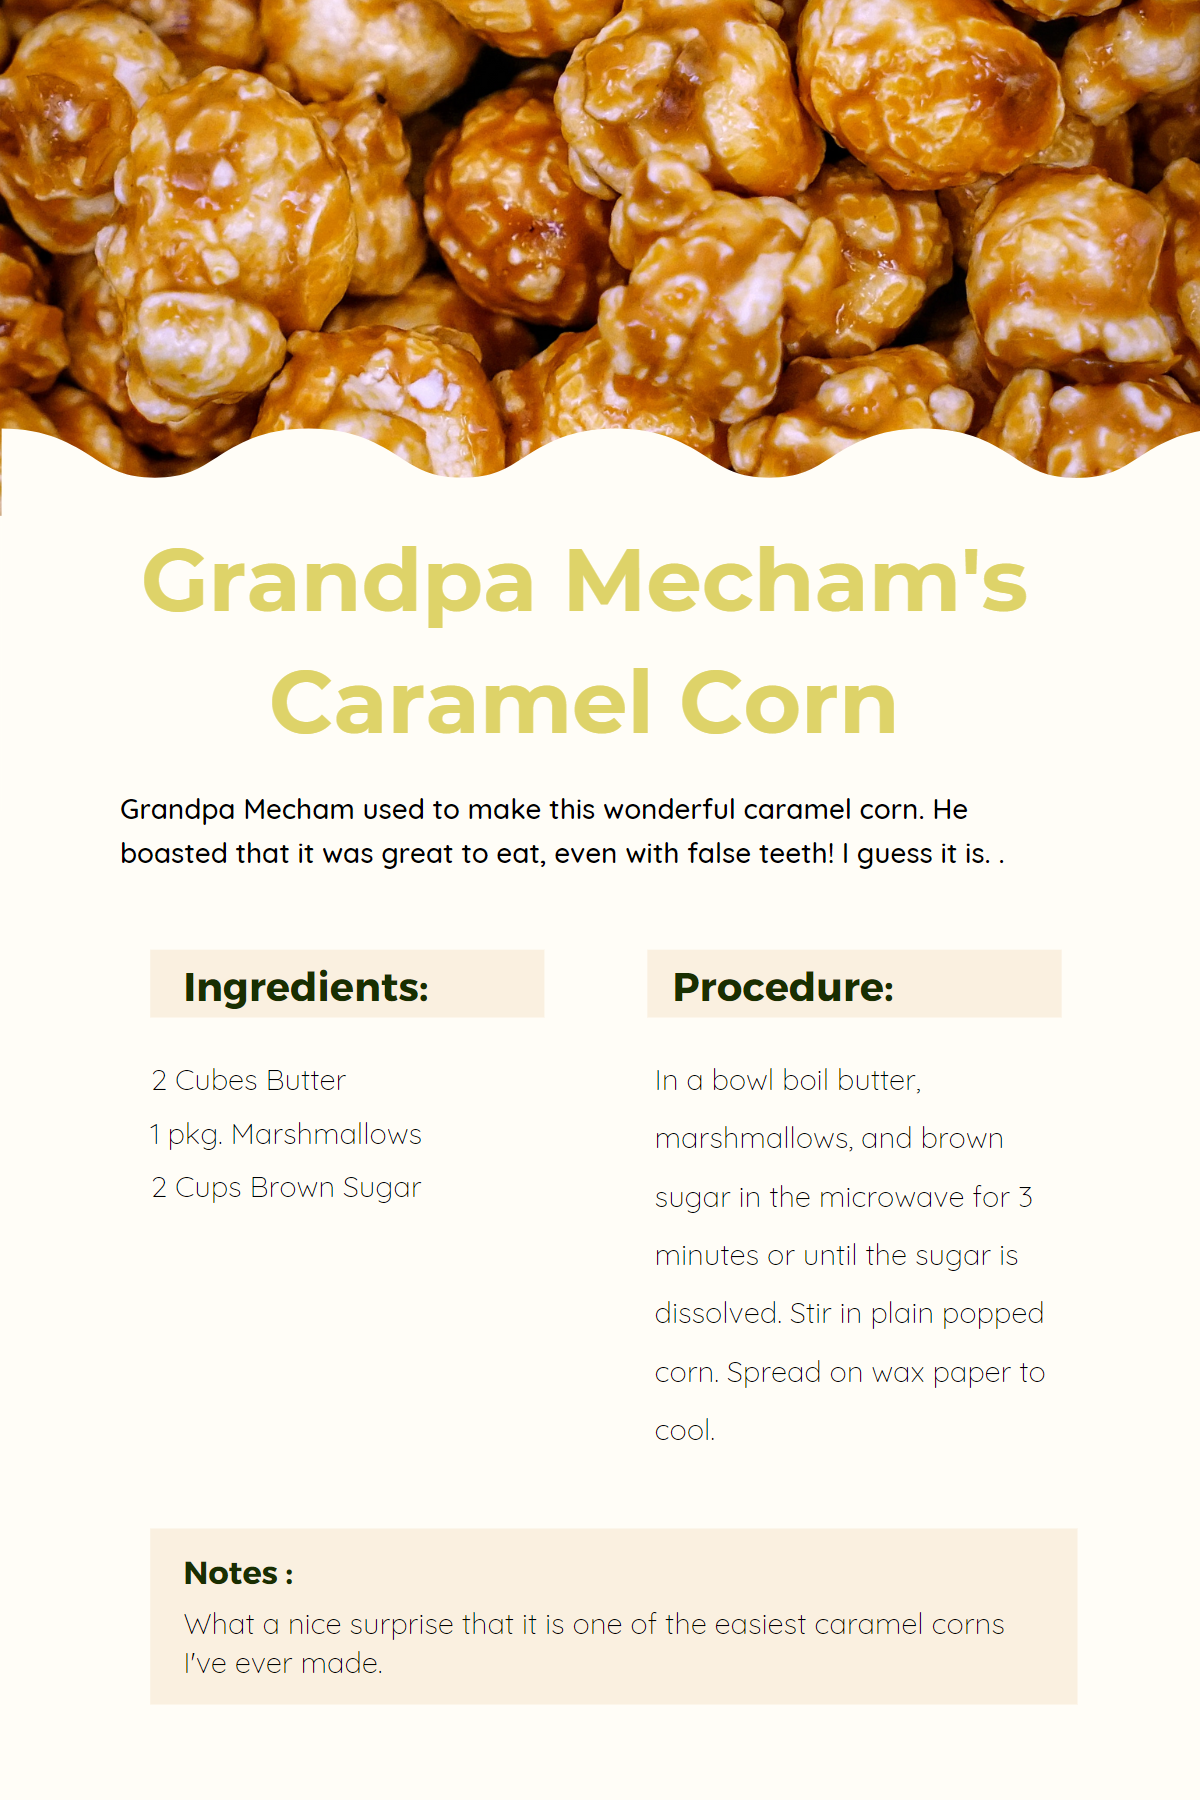 Grandpa Mecham's
Caramel Corn
Grandpa Mecham used to make this wonderful caramel corn. He
boasted that it was great to eat, even with false teeth! I guess it is. .
Ingredients:
2 Cubes Butter
1 pkg. Marshmallows
2 Cups Brown Sugar
Procedure:
In a bowl boil butter,
marshmallows, and brown
sugar in the microwave for 3
minutes or until the sugar is
dissolved. Stir in plain popped
corn. Spread on wax paper to
cool.
Notes :
What a nice surprise that it is one of the easiest caramel corns
I've ever made.